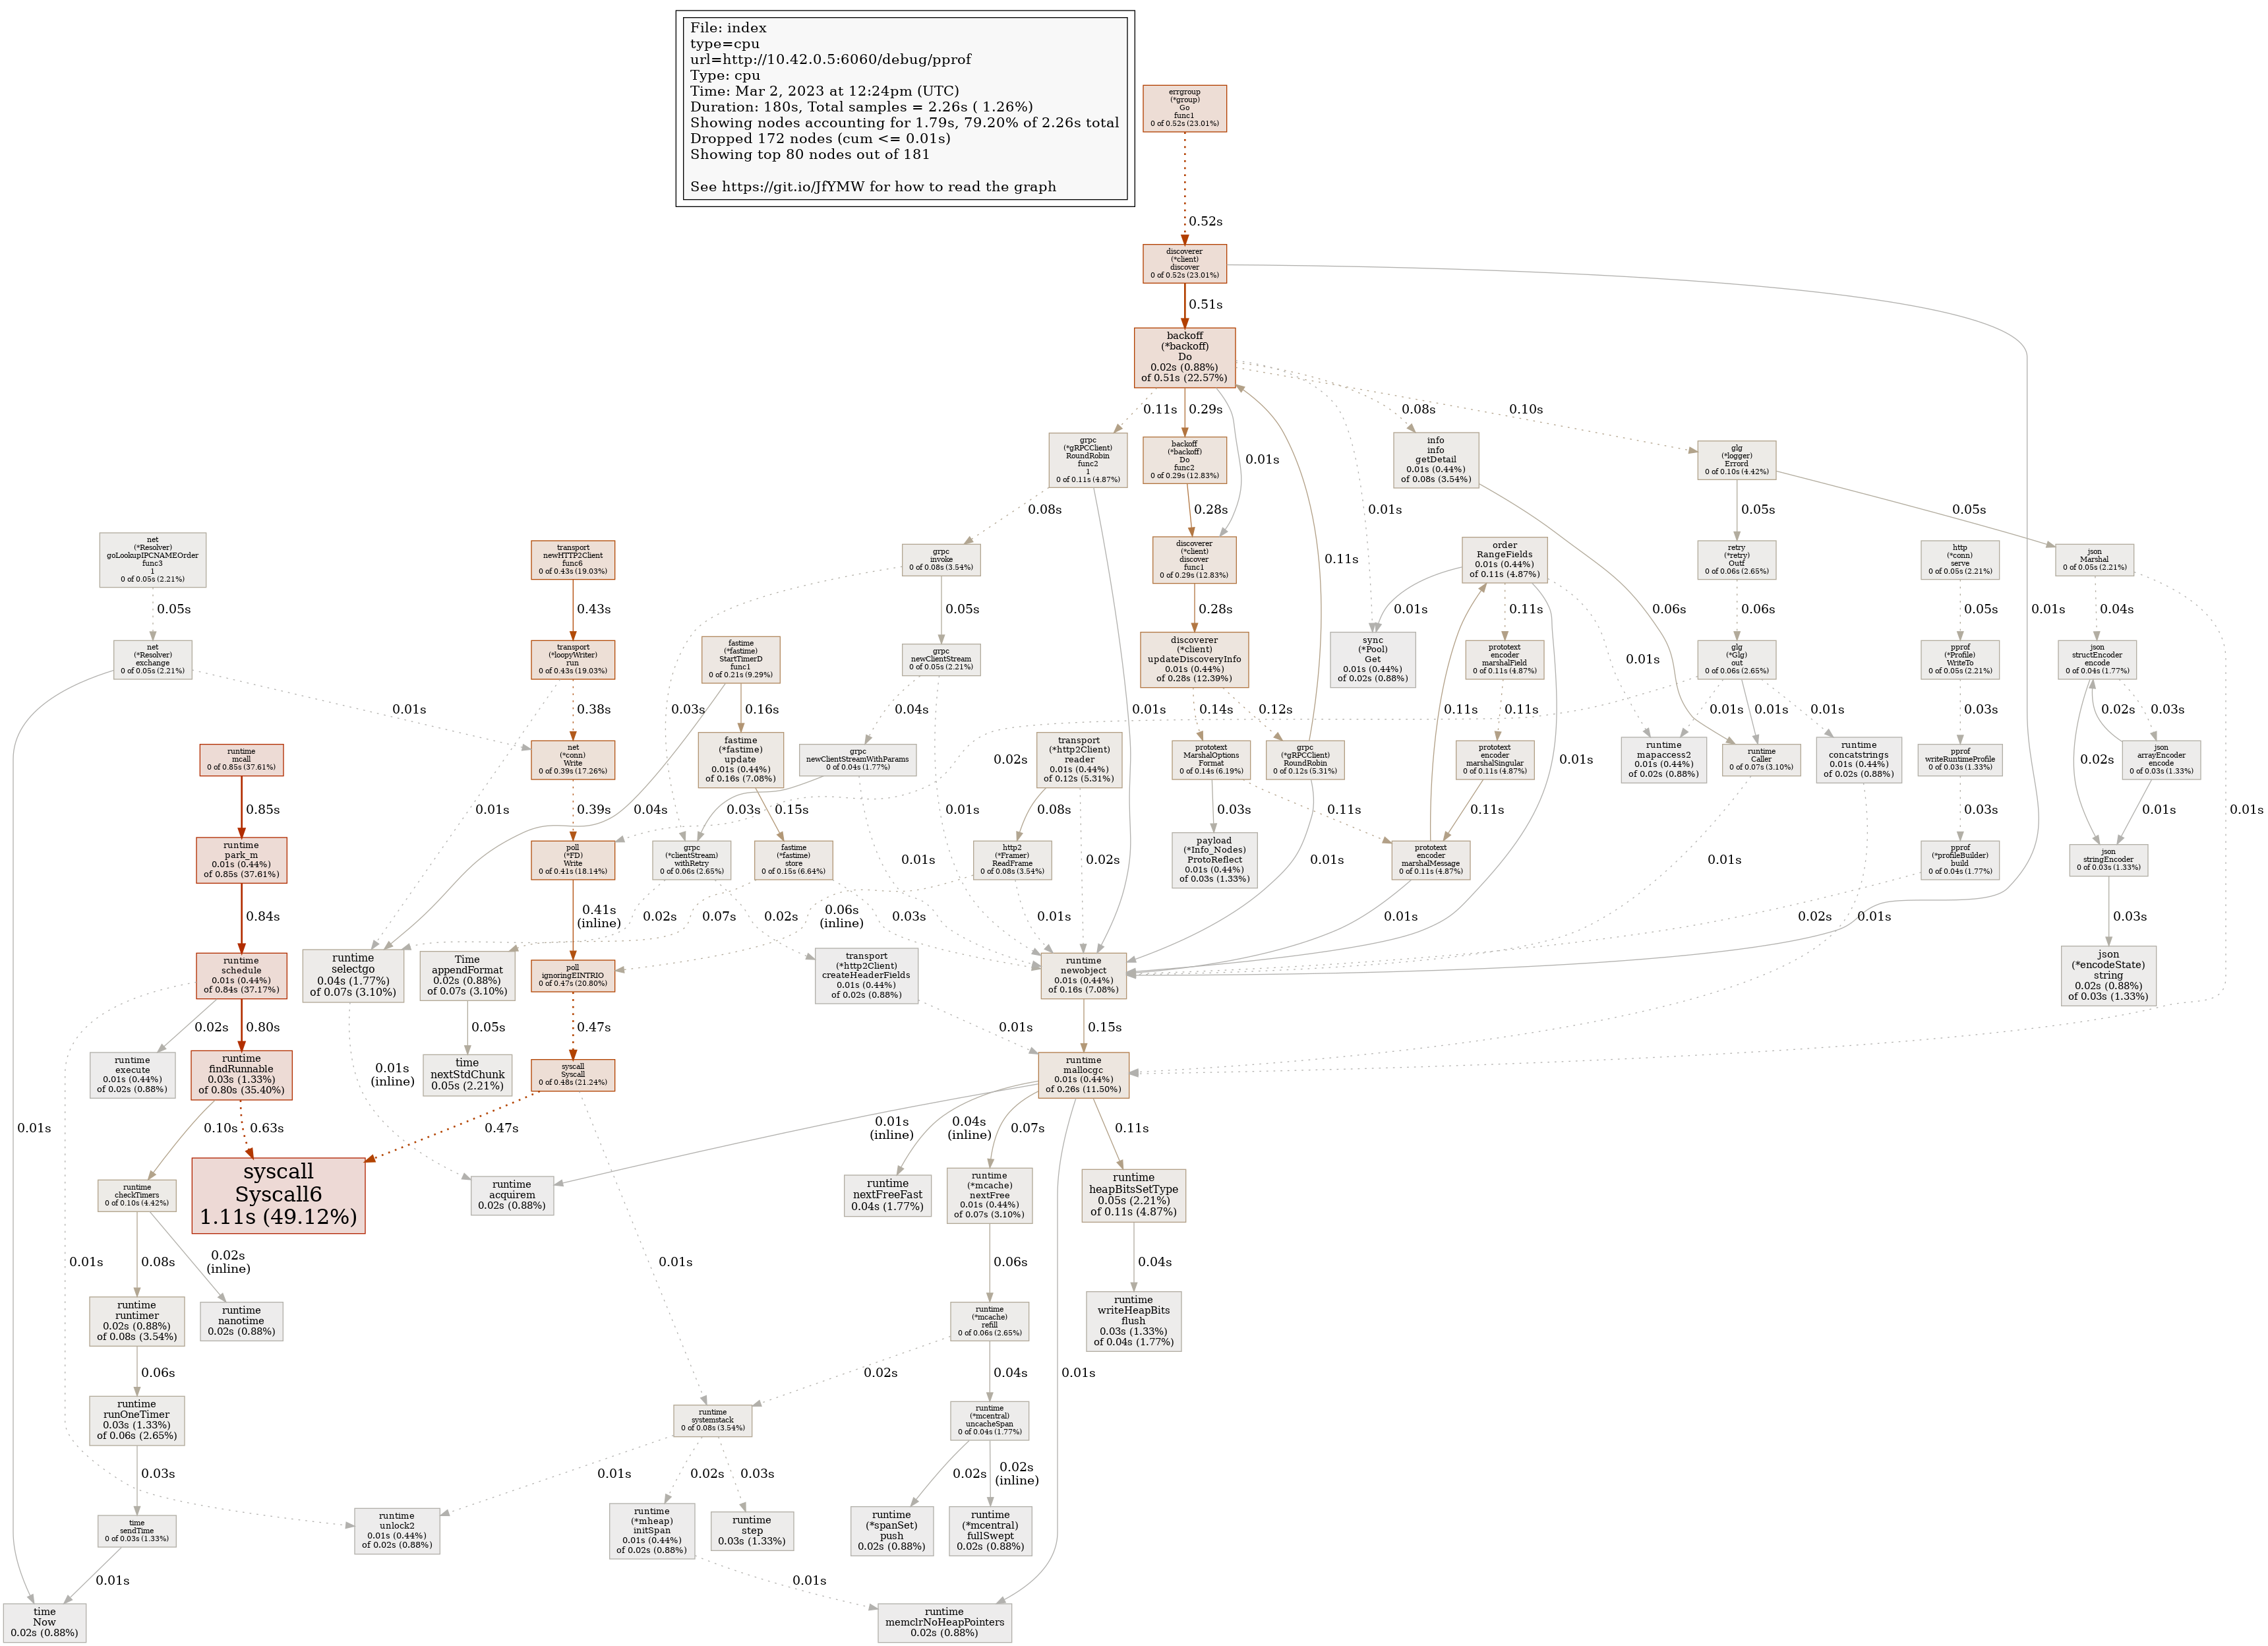 File: index
type=cpu
url=http://10.42.0.5:6060/debug/pprof
Type: cpu
Time: Mar 2, 2023 at 12:24pm (UTC)
Duration: 180s, Total samples = 2.26s ( 1.26%)
Showing nodes accounting for 1.79s, 79.20% of 2.26s total
Dropped 172 nodes (cum <= 0.01s)
Showing top 80 nodes out of 181
See https://git.io/JfYMW for how to read the graph
errgroup
(*group)
Go
func1
0 of 0.52s (23.01%)
0.52s
discoverer
(*client)
discover
0 of 0.52s (23.01%)
0.51s
backoff
(*backoff)
Do
0.02s (0.88%)
of 0.51s (22.57%)
0.11s
0.29s
0.01s
0.01s
0.08s
0.10s
grpc
(*gRPCClient)
RoundRobin
func2
1
0 of 0.11s (4.87%)
backoff
(*backoff)
Do
func2
0 of 0.29s (12.83%)
info
info
getDetail
0.01s (0.44%)
of 0.08s (3.54%)
glg
(*logger)
Errord
0 of 0.10s (4.42%)
0.08s
0.28s
0.11s
0.05s
0.05s
net
(*Resolver)
goLookupIPCNAMEOrder
func3
1
0 of 0.05s (2.21%)
transport
newHTTP2Client
func6
0 of 0.43s (19.03%)
grpc
invoke
0 of 0.08s (3.54%)
discoverer
(*client)
discover
func1
0 of 0.29s (12.83%)
order
RangeFields
0.01s (0.44%)
of 0.11s (4.87%)
retry
(*retry)
Outf
0 of 0.06s (2.65%)
http
(*conn)
serve
0 of 0.05s (2.21%)
json
Marshal
0 of 0.05s (2.21%)
0.05s
0.43s
0.05s
0.28s
0.01s
0.11s
0.06s
0.06s
0.05s
0.04s
0.01s
net
(*Resolver)
exchange
0 of 0.05s (2.21%)
transport
(*loopyWriter)
run
0 of 0.43s (19.03%)
fastime
(*fastime)
StartTimerD
func1
0 of 0.21s (9.29%)
grpc
newClientStream
0 of 0.05s (2.21%)
discoverer
(*client)
updateDiscoveryInfo
0.01s (0.44%)
of 0.28s (12.39%)
sync
(*Pool)
Get
0.01s (0.44%)
of 0.02s (0.88%)
prototext
encoder
marshalField
0 of 0.11s (4.87%)
glg
(*Glg)
out
0 of 0.06s (2.65%)
pprof
(*Profile)
WriteTo
0 of 0.05s (2.21%)
json
structEncoder
encode
0 of 0.04s (1.77%)
0.01s
0.38s
0.03s
0.16s
0.04s
0.01s
0.14s
0.12s
0.11s
0.11s
0.01s
0.01s
0.01s
0.01s
0.03s
0.02s
0.03s
runtime
mcall
0 of 0.85s (37.61%)
net
(*conn)
Write
0 of 0.39s (17.26%)
fastime
(*fastime)
update
0.01s (0.44%)
of 0.16s (7.08%)
grpc
newClientStreamWithParams
0 of 0.04s (1.77%)
transport
(*http2Client)
reader
0.01s (0.44%)
of 0.12s (5.31%)
prototext
MarshalOptions
Format
0 of 0.14s (6.19%)
grpc
(*gRPCClient)
RoundRobin
0 of 0.12s (5.31%)
prototext
encoder
marshalSingular
0 of 0.11s (4.87%)
runtime
mapaccess2
0.01s (0.44%)
of 0.02s (0.88%)
runtime
Caller
0 of 0.07s (3.10%)
runtime
concatstrings
0.01s (0.44%)
of 0.02s (0.88%)
pprof
writeRuntimeProfile
0 of 0.03s (1.33%)
json
arrayEncoder
encode
0 of 0.03s (1.33%)
0.02s
0.02s
0.01s
0.85s
0.01s
0.04s
0.39s
0.15s
0.03s
0.08s
0.03s
0.11s
0.11s
0.01s
0.03s
0.01s
0.01s
runtime
park_m
0.01s (0.44%)
of 0.85s (37.61%)
poll
(*FD)
Write
0 of 0.41s (18.14%)
grpc
(*clientStream)
withRetry
0 of 0.06s (2.65%)
fastime
(*fastime)
store
0 of 0.15s (6.64%)
http2
(*Framer)
ReadFrame
0 of 0.08s (3.54%)
payload
(*Info_Nodes)
ProtoReflect
0.01s (0.44%)
of 0.03s (1.33%)
prototext
encoder
marshalMessage
0 of 0.11s (4.87%)
pprof
(*profileBuilder)
build
0 of 0.04s (1.77%)
json
stringEncoder
0 of 0.03s (1.33%)
0.01s
0.02s
0.01s
0.01s
0.84s
0.41s
(inline)
0.02s
0.07s
0.02s
0.06s
(inline)
0.03s
0.01s
0.01s
0.02s
0.01s
0.03s
runtime
schedule
0.01s (0.44%)
of 0.84s (37.17%)
runtime
selectgo
0.04s (1.77%)
of 0.07s (3.10%)
Time
appendFormat
0.02s (0.88%)
of 0.07s (3.10%)
poll
ignoringEINTRIO
0 of 0.47s (20.80%)
transport
(*http2Client)
createHeaderFields
0.01s (0.44%)
of 0.02s (0.88%)
runtime
newobject
0.01s (0.44%)
of 0.16s (7.08%)
json
(*encodeState)
string
0.02s (0.88%)
of 0.03s (1.33%)
0.02s
0.80s
0.05s
0.47s
0.01s
0.15s
runtime
execute
0.01s (0.44%)
of 0.02s (0.88%)
runtime
findRunnable
0.03s (1.33%)
of 0.80s (35.40%)
0.01s
(inline)
time
nextStdChunk
0.05s (2.21%)
syscall
Syscall
0 of 0.48s (21.24%)
runtime
mallocgc
0.01s (0.44%)
of 0.26s (11.50%)
0.01s
0.10s
0.63s
0.47s
0.01s
(inline)
0.04s
(inline)
0.07s
0.11s
runtime
checkTimers
0 of 0.10s (4.42%)
syscall
Syscall6
1.11s (49.12%)
runtime
acquirem
0.02s (0.88%)
runtime
nextFreeFast
0.04s (1.77%)
runtime
(*mcache)
nextFree
0.01s (0.44%)
of 0.07s (3.10%)
runtime
heapBitsSetType
0.05s (2.21%)
of 0.11s (4.87%)
0.01s
0.08s
0.02s
(inline)
0.01s
0.06s
0.04s
runtime
runtimer
0.02s (0.88%)
of 0.08s (3.54%)
runtime
nanotime
0.02s (0.88%)
runtime
(*mcache)
refill
0 of 0.06s (2.65%)
runtime
writeHeapBits
flush
0.03s (1.33%)
of 0.04s (1.77%)
0.06s
0.02s
0.04s
0.01s
runtime
runOneTimer
0.03s (1.33%)
of 0.06s (2.65%)
runtime
systemstack
0 of 0.08s (3.54%)
runtime
(*mcentral)
uncacheSpan
0 of 0.04s (1.77%)
0.03s
0.01s
0.02s
0.03s
0.02s
0.02s
(inline)
time
sendTime
0 of 0.03s (1.33%)
runtime
unlock2
0.01s (0.44%)
of 0.02s (0.88%)
runtime
(*mheap)
initSpan
0.01s (0.44%)
of 0.02s (0.88%)
runtime
step
0.03s (1.33%)
runtime
(*spanSet)
push
0.02s (0.88%)
runtime
(*mcentral)
fullSwept
0.02s (0.88%)
0.01s
0.01s
time
Now
0.02s (0.88%)
runtime
memclrNoHeapPointers
0.02s (0.88%)